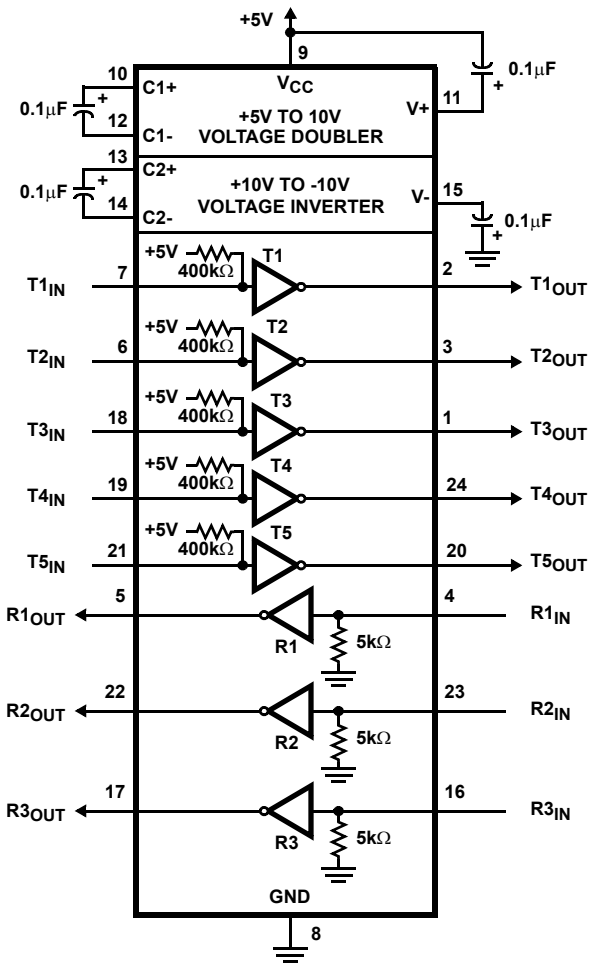 +5V
9
VCC
10
C1+
0.1μF
+
12
C1-
+5V TO 10V
VOLTAGE DOUBLER
V+
11
0.1μF
+
13
C2+
0.1μF
+
14
C2-
+10V TO -10V
VOLTAGE INVERTER
V-
15
0.1μF
+
+5V
400kΩ
T1
T1IN
7
2
T1OUT
+5V
400kΩ
T2
T2IN
6
3
T2OUT
+5V
400kΩ
T3
T3IN
18
1
T3OUT
+5V
400kΩ
T4
T4IN
19
24
T4OUT
+5V
400kΩ
T5
T5IN
21
20
T5OUT
R1OUT
5
R1
4
R1IN
5kΩ
R2OUT
22
R2
23
R2IN
5kΩ
R3OUT
17
R3
16
R3IN
5kΩ
GND
8